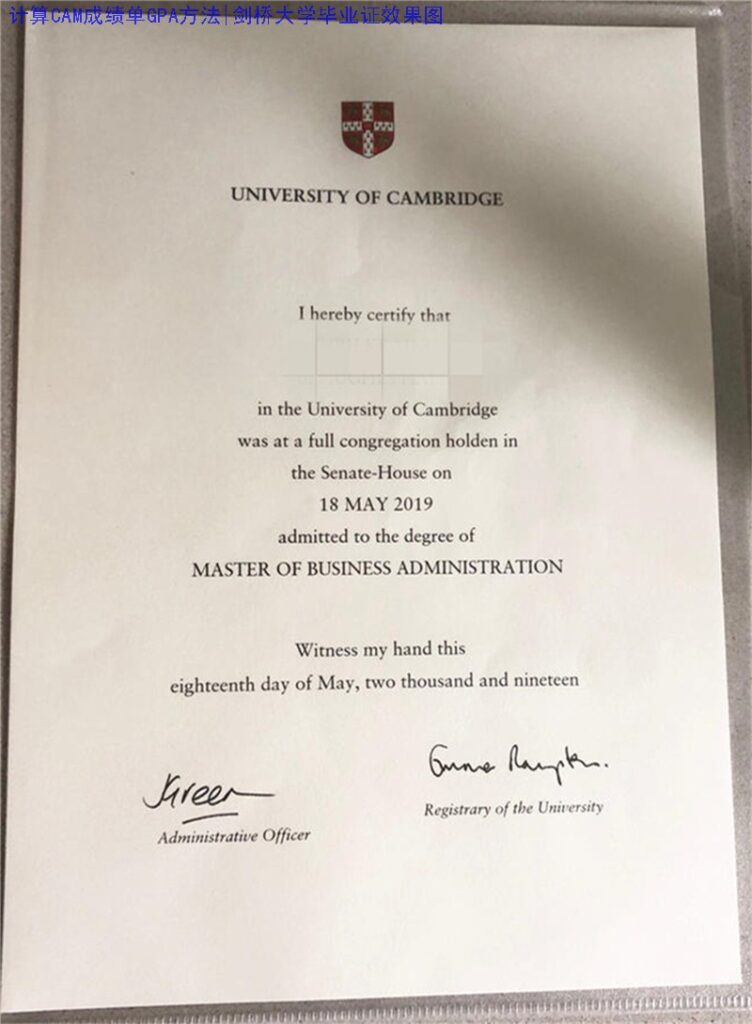 计算CAM成绩单GPA方法|剑桥大学毕业证效果图
UNIVERSITY OF CAMBRIDGE
I hereby certify that
in the University of Cambridge
was at a full congregation holden in
the Senate-House on
18 MAY 2019
admitted to the degree of
MASTER OF BUSINESS ADMINISTRATION
Witness my hand this
eighteenth day of May, two thousand and nineteen
JGreen
Administrative Officer
Registrary of the University